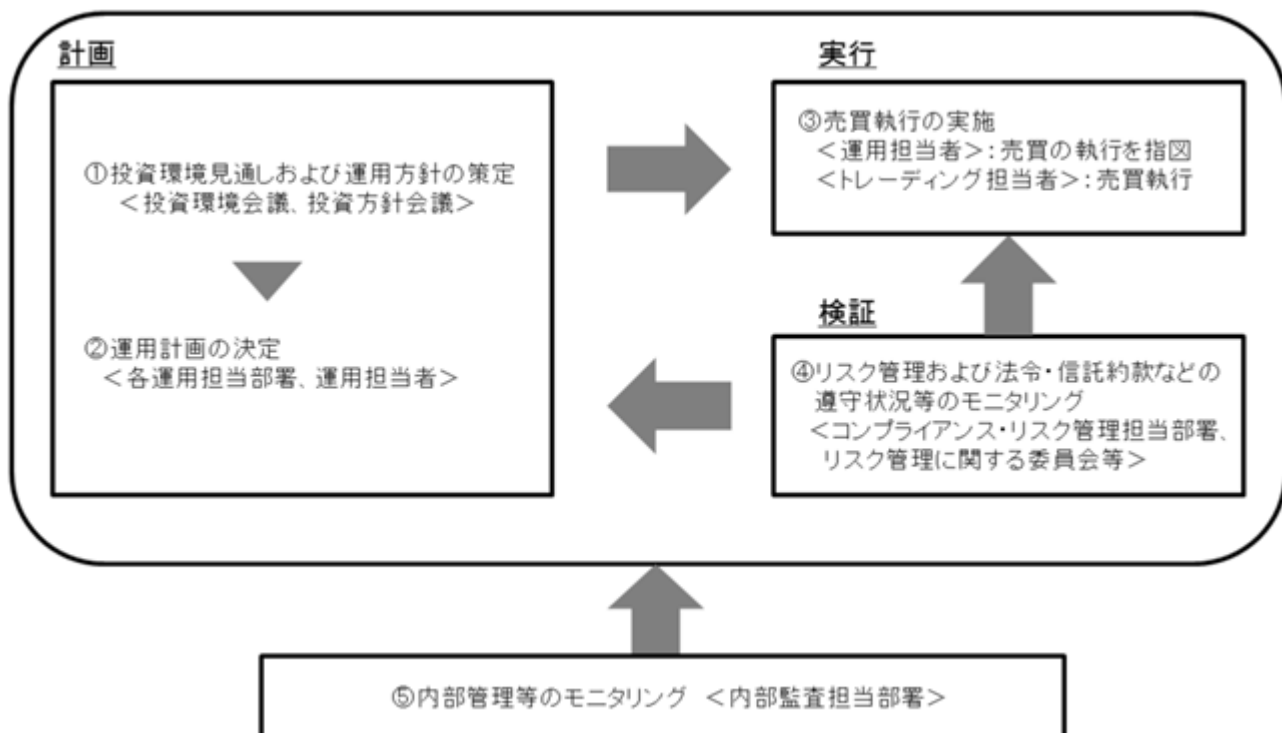 計画
①投資環境見通しおよび運用方針の策定
<投資環境会議、投資方針会議>
②運用計画の決定
<各運用担当部署、運用担当者>
実行
③売買執行の実施
<運用担当者>:売買の執行を指図
<トレーディング担当者>:売買執行
検証
④リスク管理および法令・信託約款などの
遵守状況等のモニタリング
<コンプライアンス・リスク管理担当部署、
リスク管理に関する委員会等>
⑤内部管理等のモニタリング <内部監査担当部署>